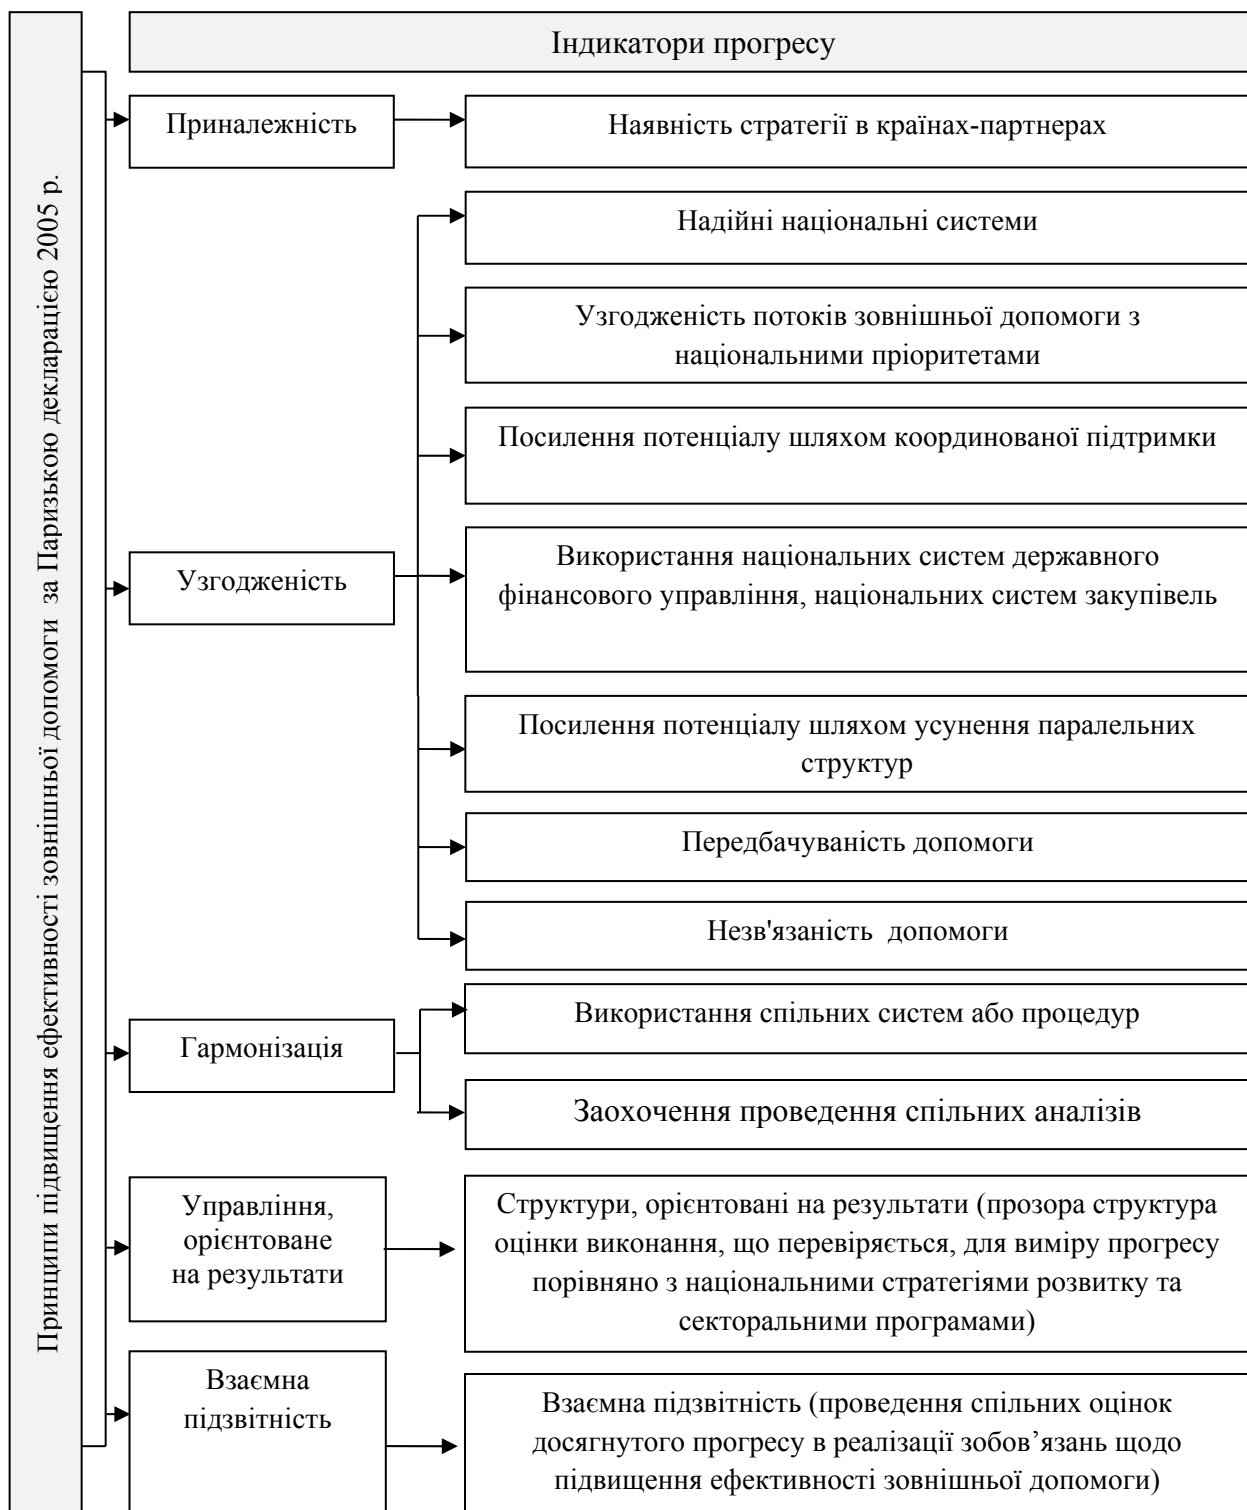 Принципи підвищення ефективності зовнішньої допомоги за Паризькою декларацією 2005 р.
Індикатори прогресу
Приналежність
Наявність стратегії в країнах-партнерах
Узгодженість
Надійні національні системи
Узгодженість потоків зовнішньої допомоги з
національними пріоритетами
Посилення потенціалу шляхом координованої підтримки
Використання національних систем державного
фінансового управління, національних систем закупівель
Посилення потенціалу шляхом усунення паралельних
структур
Передбачуваність допомоги
Незв'язаність допомоги
Гармонізація
Використання спільних систем або процедур
Заохочення проведення спільних аналізів
Управління,
орієнтоване
на результати
Структури, орієнтовані на результати (прозора структура
оцінки виконання, що перевіряється, для виміру прогресу
порівняно з національними стратегіями розвитку та
секторальними програмами)
Взаємна
підзвітність
Взаємна підзвітність (проведення спільних оцінок
досягнутого прогресу в реалізації зобов’язань щодо
підвищення ефективності зовнішньої допомоги)